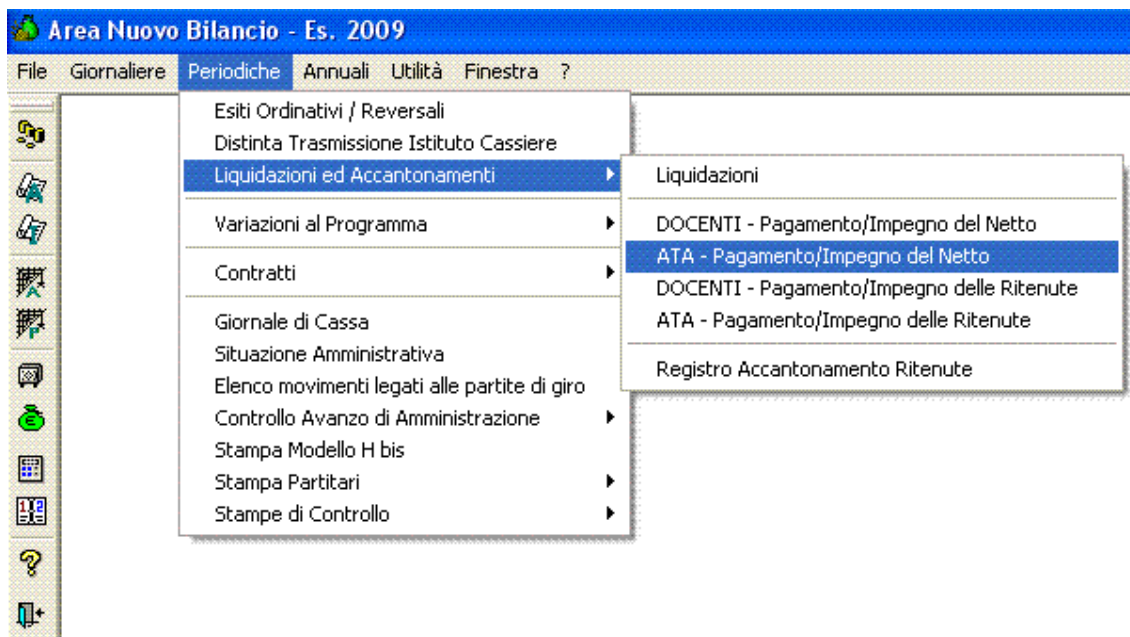 Area Nuovo Bilancio - Es. 2009
File Giornaliere Periodiche Annuali Utilità Finestra ?
Esiti Ordinativi / Reversali
Distinta Trasmissione Istituto Cassiere
Liquidazioni ed Accantonamenti
Variazioni al Programma
Contratti
Giornale di Cassa
Situazione Amministrativa
Elenco movimenti legati alle partite di giro
Controllo Avanzo di Amministrazione
Stampa Modello H bis
Stampa Partitari
Stampe di Controllo
Liquidazioni
DOCENTI - Pagamento/Impegno del Netto
ATA - Pagamento/Impegno del Netto
DOCENTI - Pagamento/Impegno delle Ritenute
ATA - Pagamento/Impegno delle Ritenute
Registro Accantonamento Ritenute